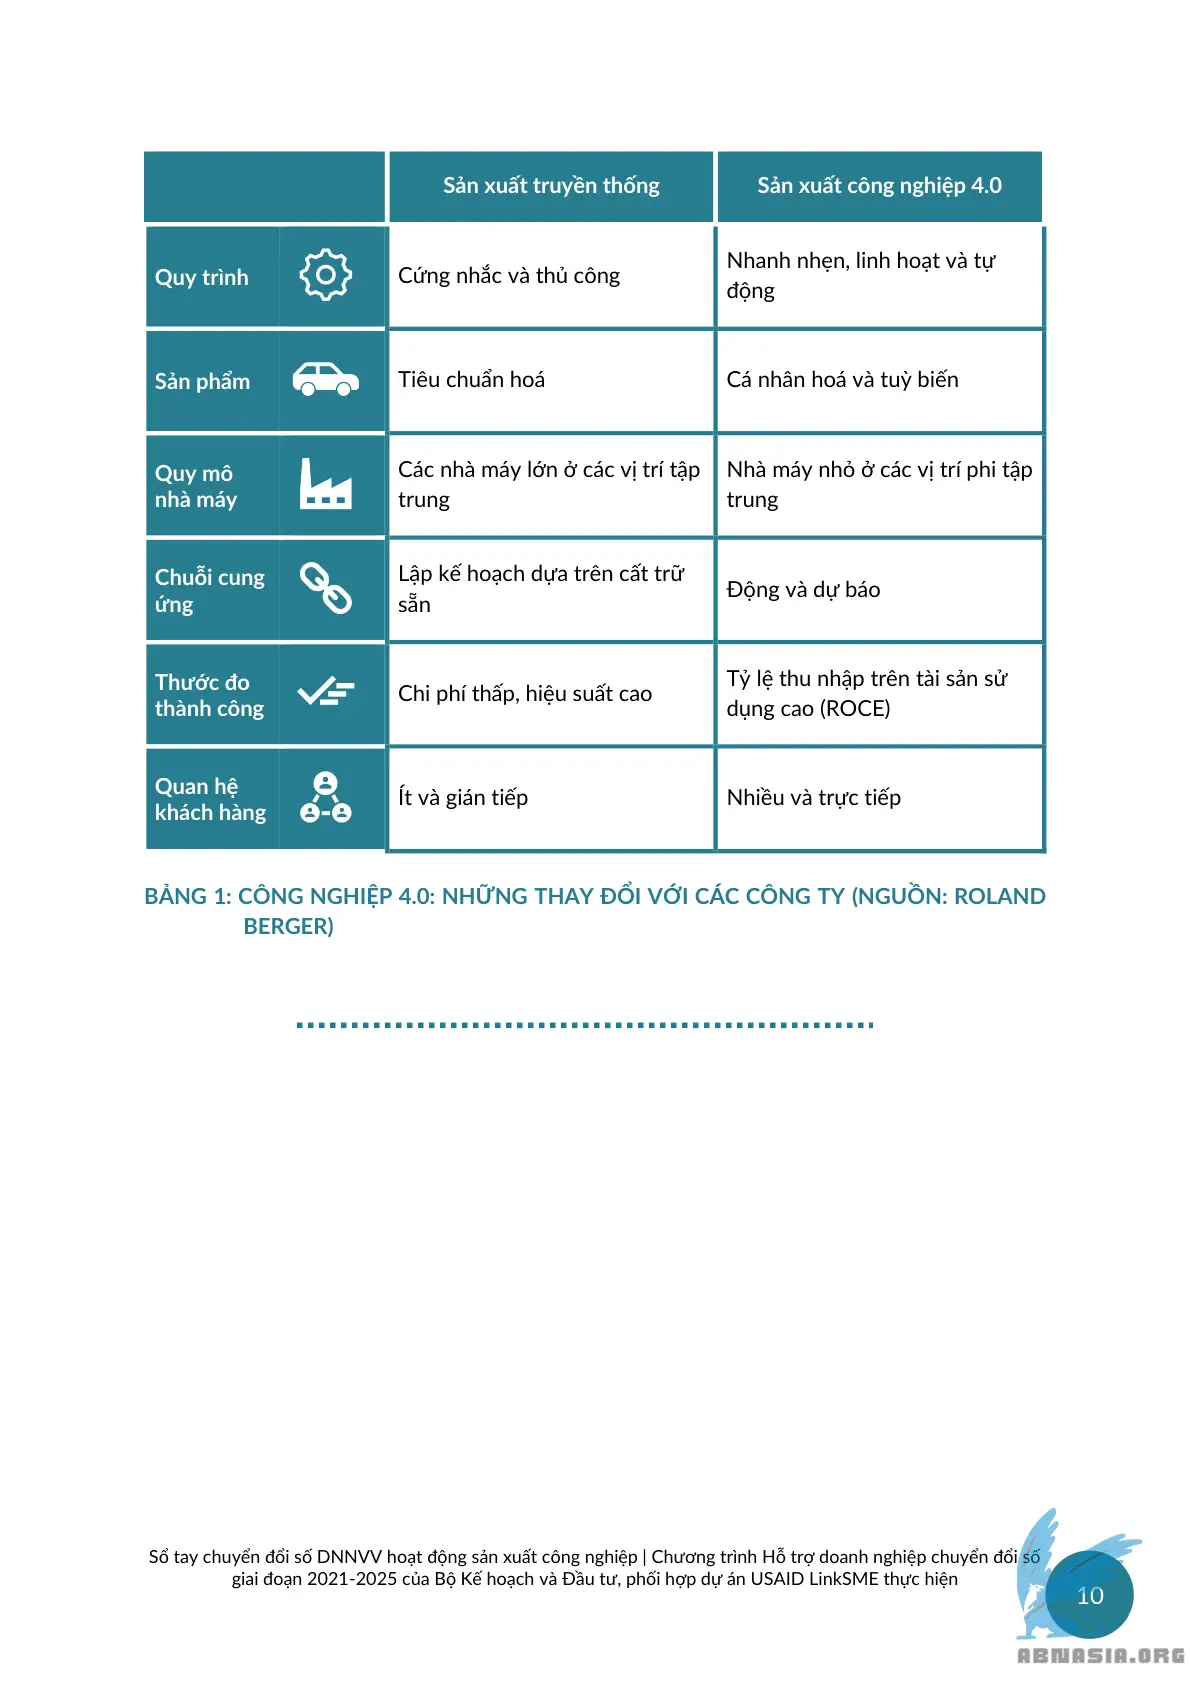 Sản xuất truyền thống
Sản xuất công nghiệp 4.0
Quy trình
Cứng nhắc và thủ công
Nhanh nhẹn, linh hoạt và tự
động
Sản phẩm
Tiêu chuẩn hoá
Cá nhân hoá và tuỳ biến
Quy mô
nhà máy
Các nhà máy lớn ở các vị trí tập
trung
Nhà máy nhỏ ở các vị trí phi tập
trung
Chuỗi cung
ứng
Lập kế hoạch dựa trên cất trữ
sẵn
Động và dự báo
Thước đo
thành công
Chi phí thấp, hiệu suất cao
Tỷ lệ thu nhập trên tài sản sử
dụng cao (ROCE)
Quan hệ
khách hàng
Ít và gián tiếp
Nhiều và trực tiếp
BẢNG 1: CÔNG NGHIỆP 4.0: NHỮNG THAY ĐỔI VỚI CÁC CÔNG TY (NGUỒN: ROLAND
BERGER)
Sổ tay chuyển đổi số DNNVV hoạt động sản xuất công nghiệp | Chương trình Hỗ trợ doanh nghiệp chuyển đổi số
giai đoạn 2021-2025 của Bộ Kế hoạch và Đầu tư, phối hợp dự án USAID LinkSME thực hiện
10
ABNASIA.ORG